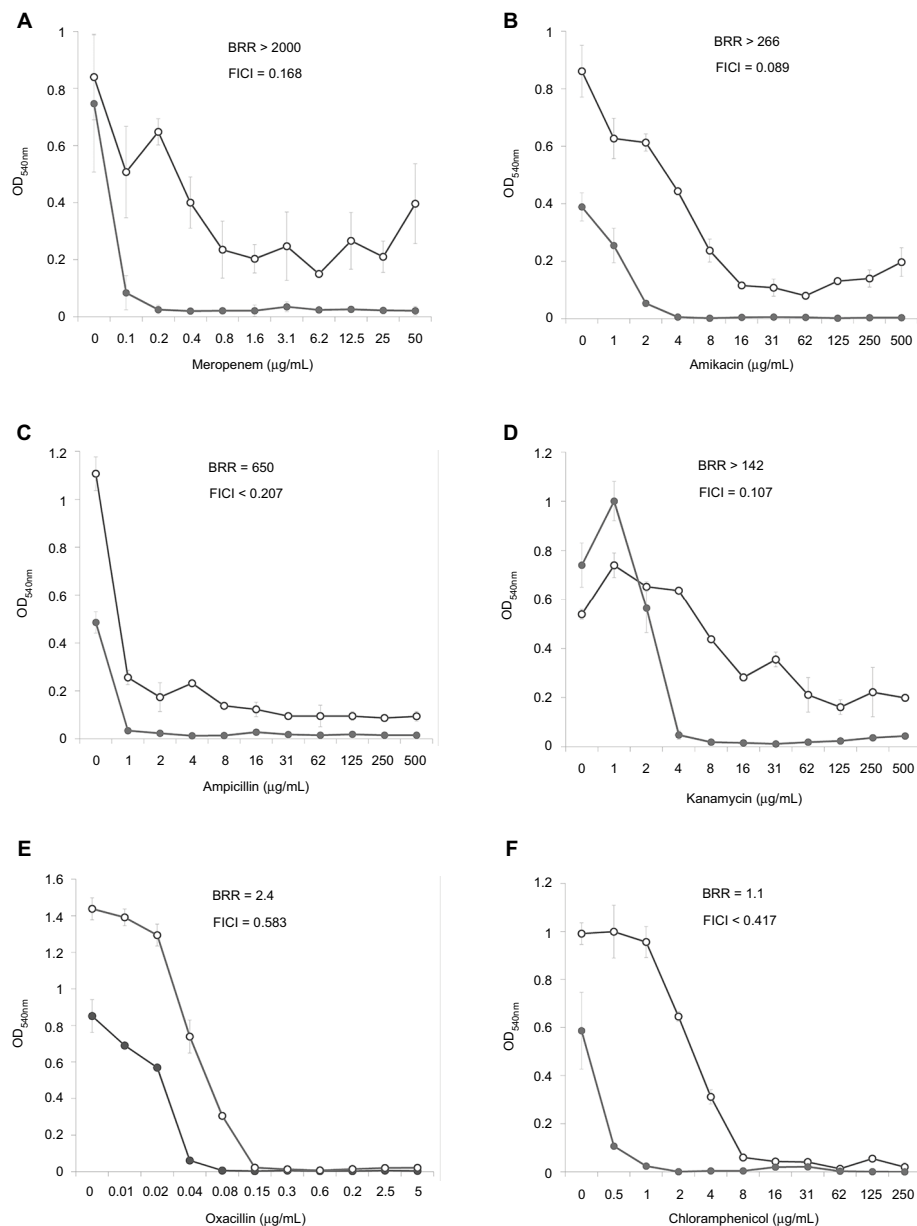 A
B
1
0.8
0.6
0.4
0.2
0
OD540nm
BRR > 2000
FICI = 0.168
0 0.1 0.2 0.4 0.8 1.6 3.1 6.2 12.5 25 50
Meropenem (µg/mL)
1
0.8
0.6
0.4
0.2
0
OD540nm
BRR > 266
FICI = 0.089
0 1 2 4 8 16 31 62 125 250 500
Amikacin (µg/mL)
C
D
1.2
1
0.8
0.6
0.4
0.2
0
OD540nm
BRR = 650
FICI < 0.207
0 1 2 4 8 16 31 62 125 250 500
Ampicillin (µg/mL)
1.2
1
0.8
0.6
0.4
0.2
0
OD540nm
BRR > 142
FICI = 0.107
0 1 2 4 8 16 31 62 125 250 500
Kanamycin (µg/mL)
E
F
1.6
1.4
1.2
1
0.8
0.6
0.4
0.2
0
OD540nm
BRR = 2.4
FICI = 0.583
0 0.01 0.02 0.04 0.08 0.15 0.3 0.6 0.2 2.5 5
Oxacillin (µg/mL)
1.2
1
0.8
0.6
0.4
0.2
0
OD540nm
BRR = 1.1
FICI < 0.417
0 0.5 1 2 4 8 16 31 62 125 250
Chloramphenicol (µg/mL)